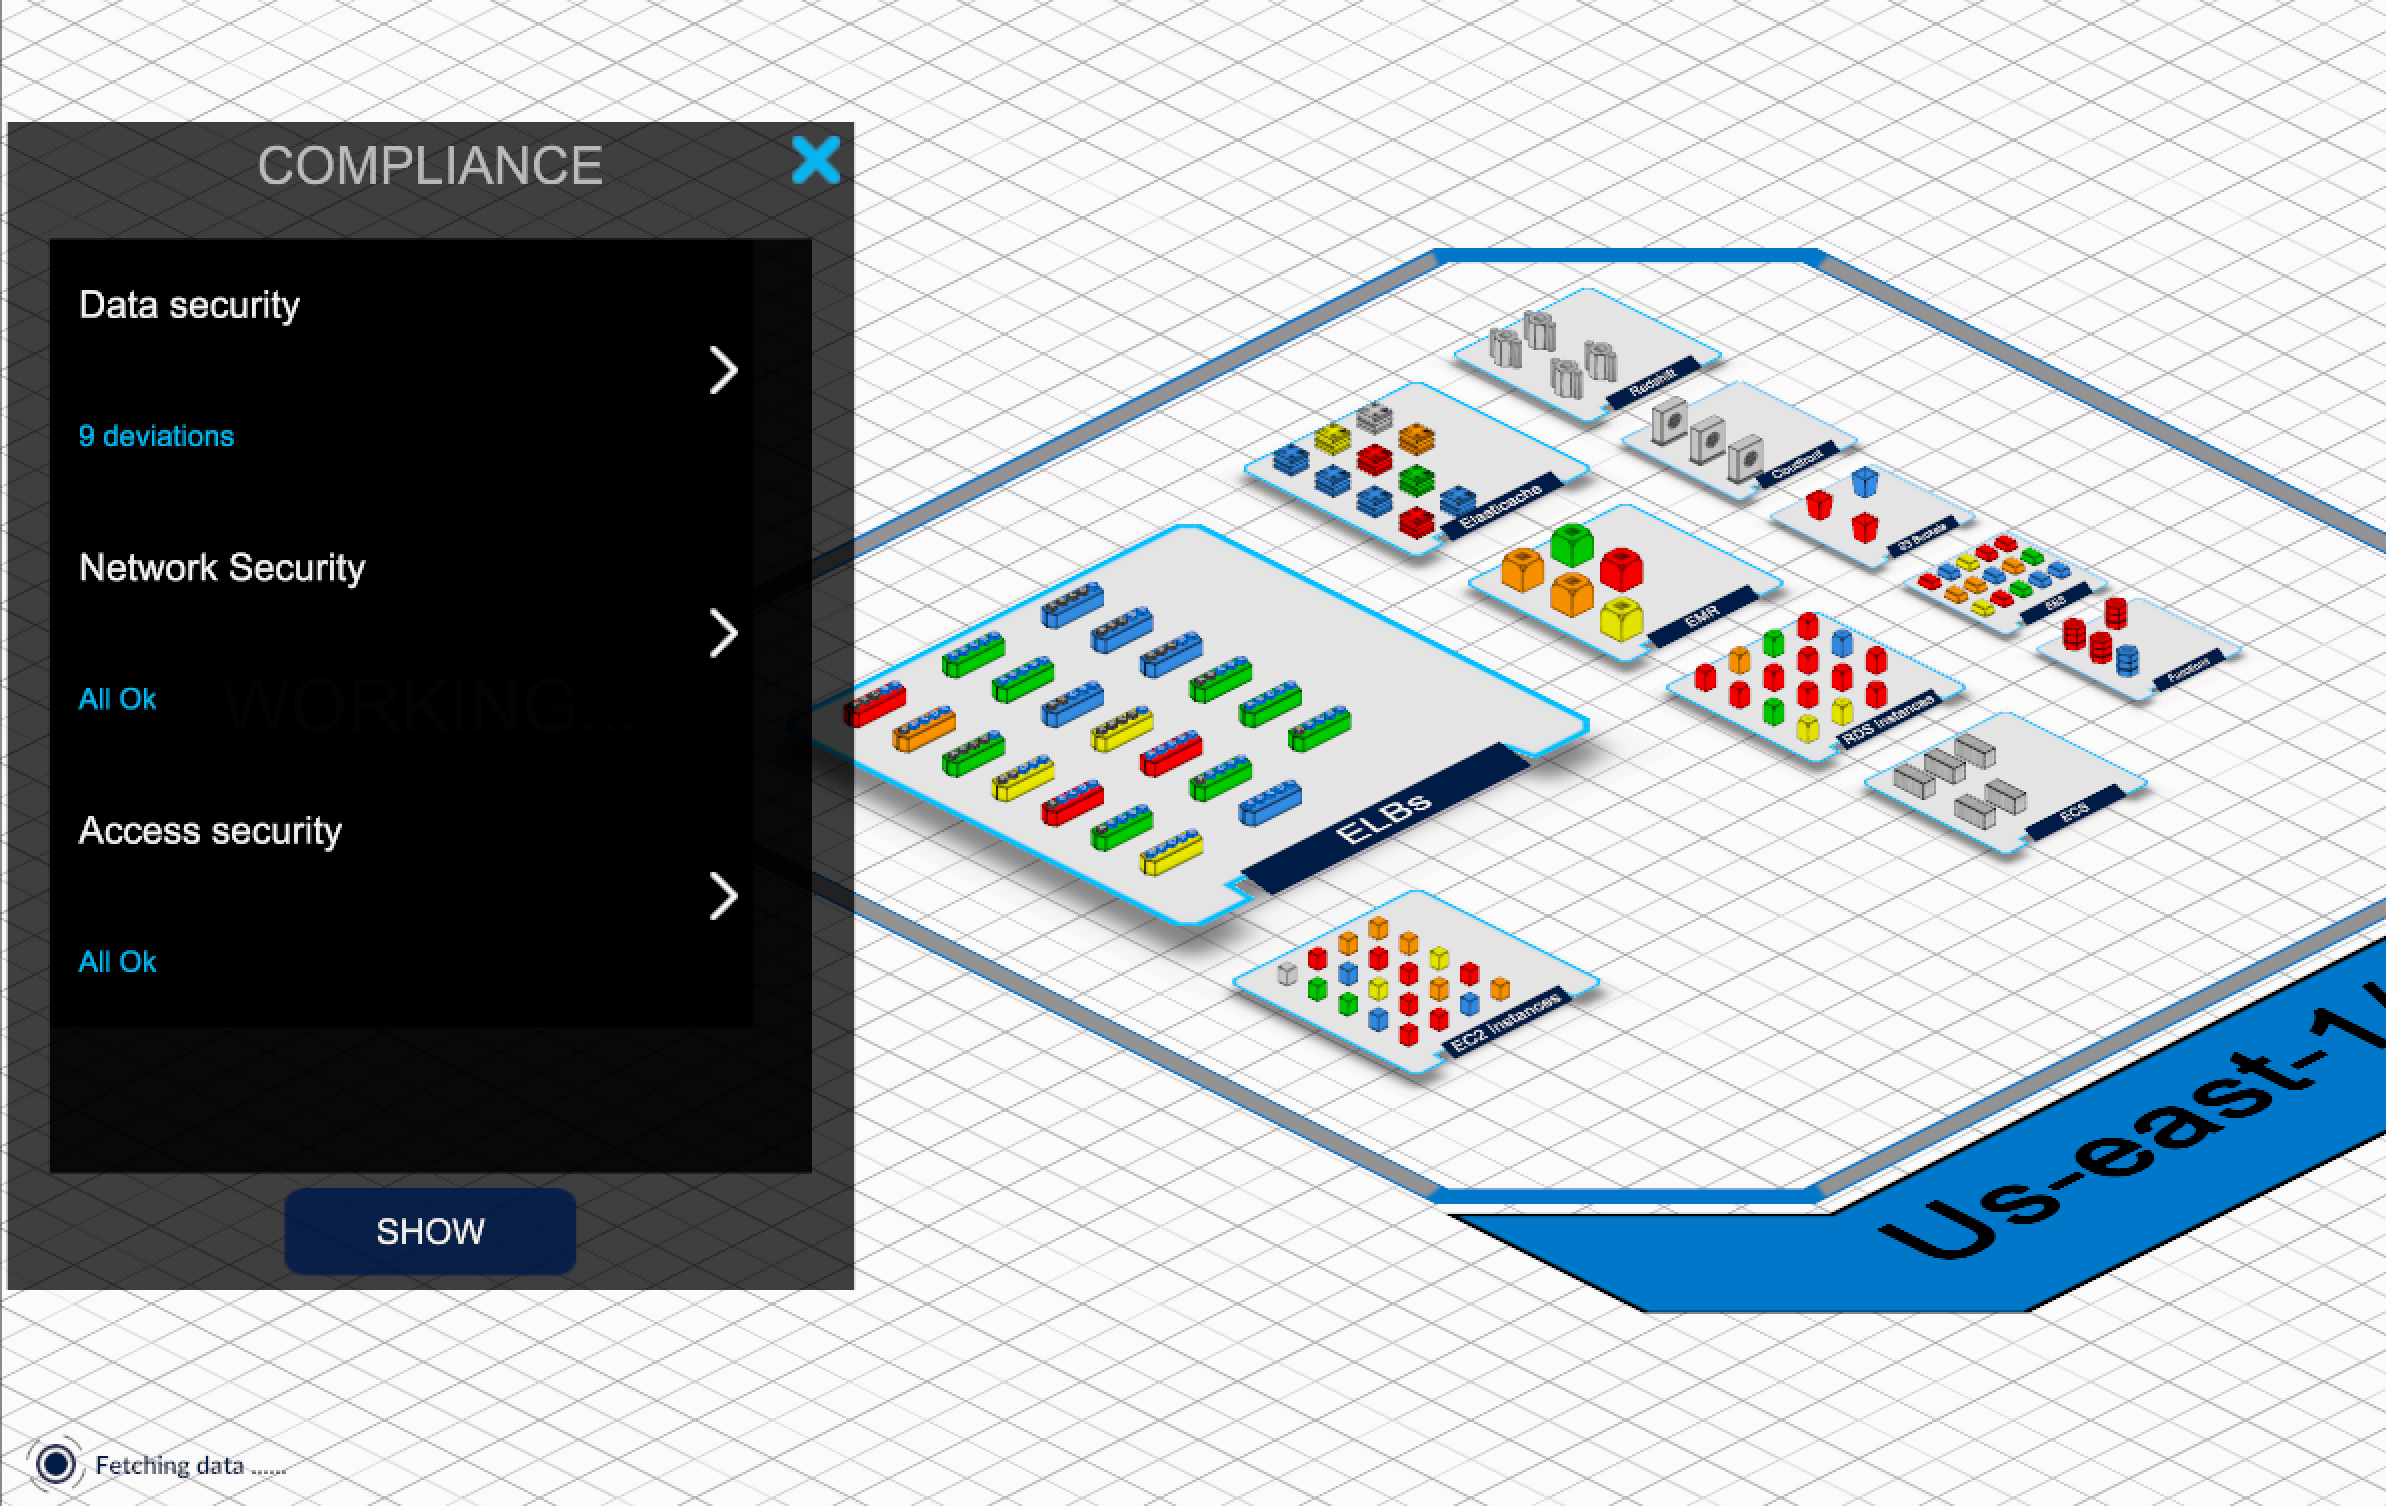 COMPLIANCE
Data security
9 deviations
Network Security
All Ok
WORKING...
Access security
All Ok
SHOW
Fetching data ......
Redshift
Cloudfront
Elasticache
S3 Buckets
EMR
EBS
Functions
RDS Instances
ECS
ELBs
EC2 Instances
Us-east-1